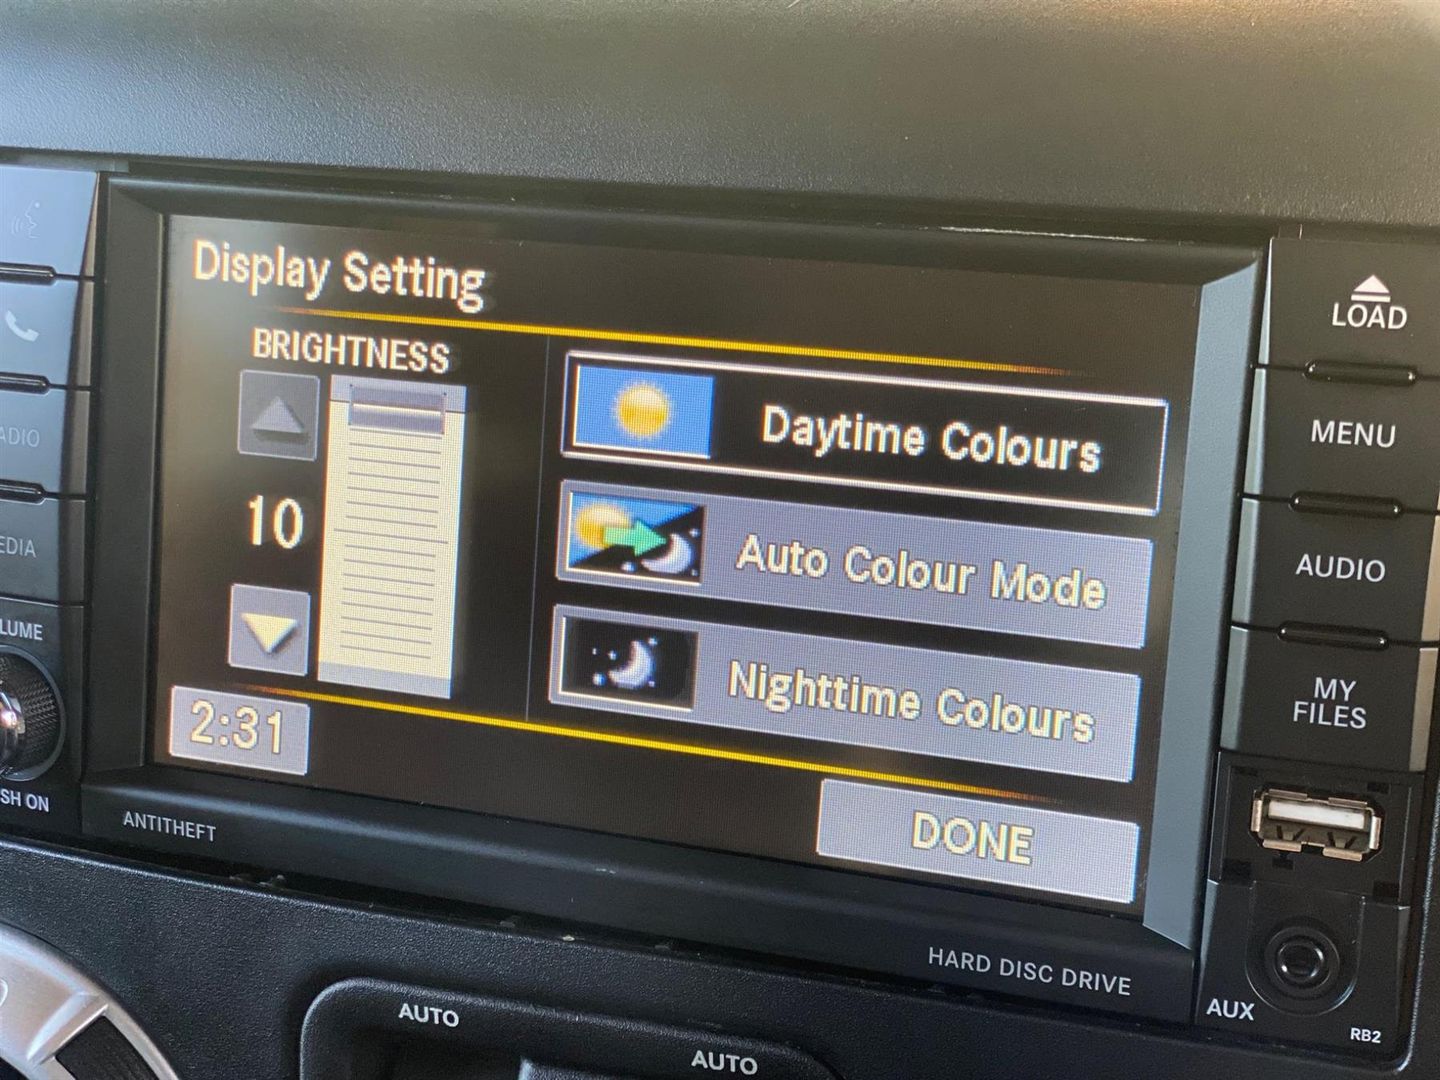 Display Setting
BRIGHTNESS
10
Daytime Colours
Auto Colour Mode
Nighttime Colours
2:31
DONE
LOAD
MENU
AUDIO
MY
FILES
ANTITHEFT
HARD DISC DRIVE
AUX
RB2
AUTO
AUTO